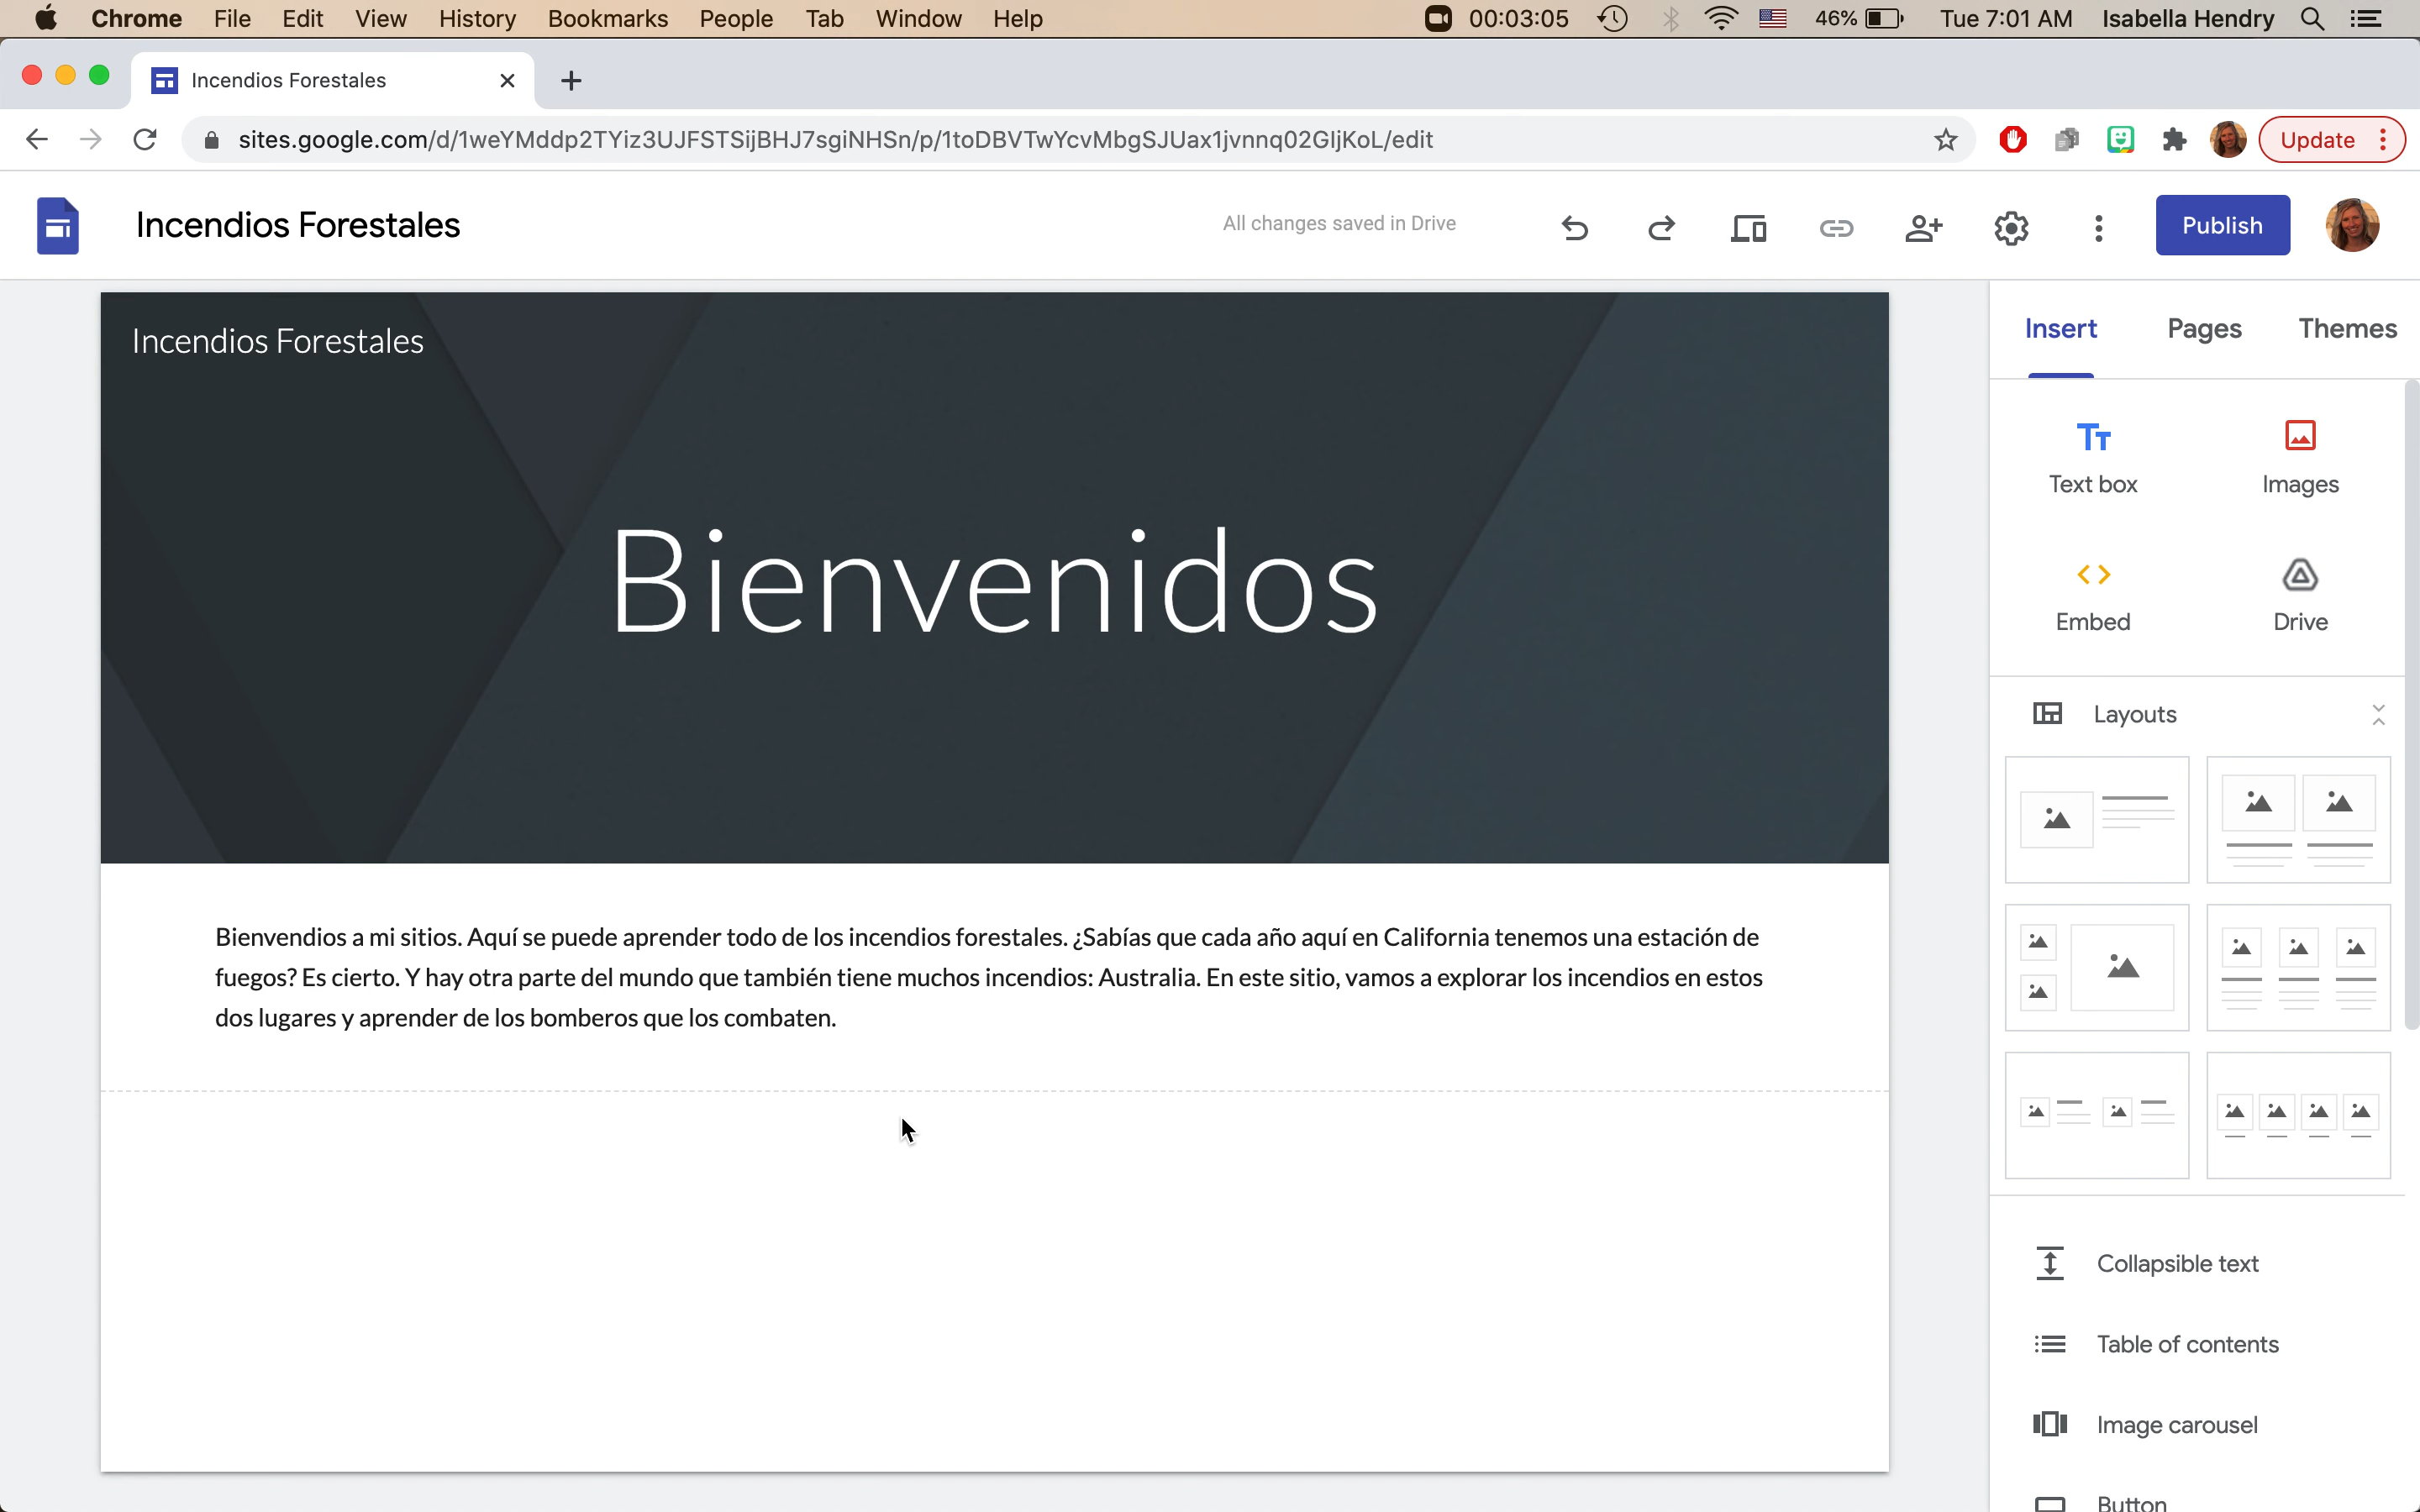 Chrome File Edit View History Bookmarks People Tab Window Help 00:03:05 46% Tue 7:01 AM Isabella Hendry
Incendios Forestales
sites.google.com/d/1weYMddp2TYiz3UJFSTSijBHJ7sgiNHSn/p/1toDBVTwYcvMbgSJUax1jvnnq02GIjKoL/edit Update
Incendios Forestales All changes saved in Drive Publish
Incendios Forestales
Bienvenidos
Bienvendios a mi sitios. Aquí se puede aprender todo de los incendios forestales. ¿Sabías que cada año aquí en California tenemos una estación de
fuegos? Es cierto. Y hay otra parte del mundo que también tiene muchos incendios: Australia. En este sitio, vamos a explorar los incendios en estos
dos lugares y aprender de los bomberos que los combaten.
Insert Pages Themes
Text box Images
Embed Drive
Layouts
Collapsible text
Table of contents
Image carousel
Button